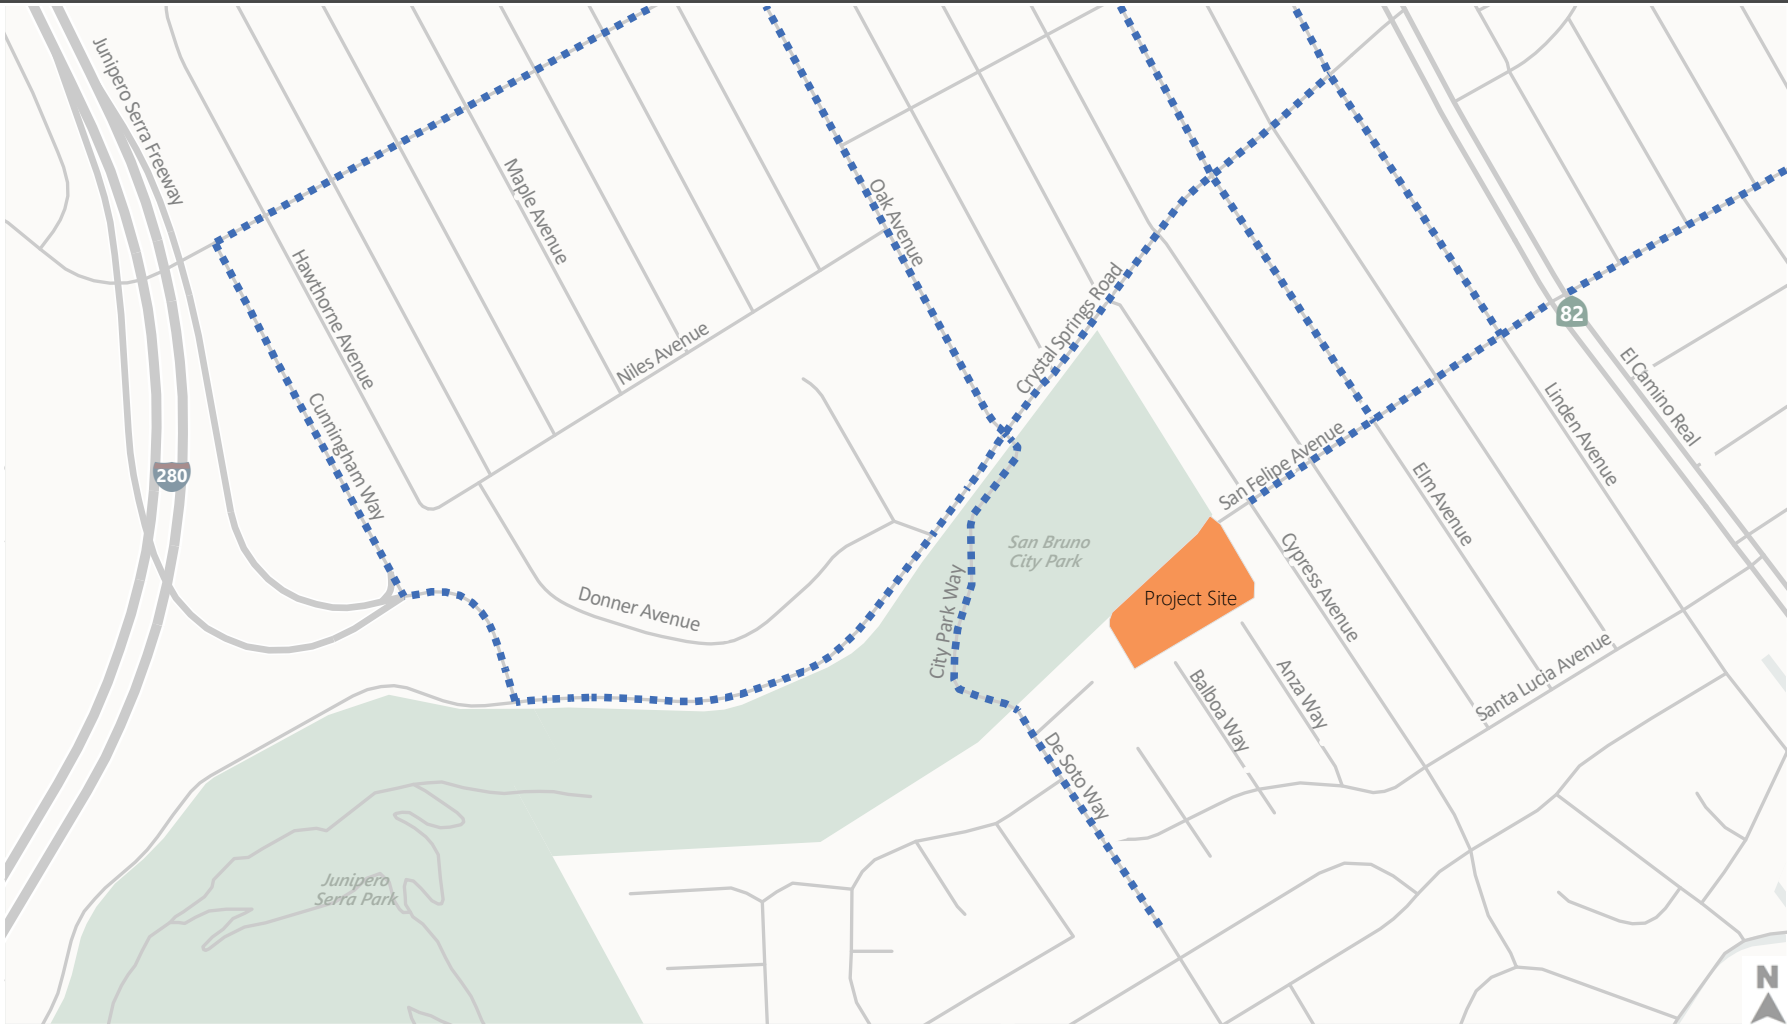 Junipero Serra Freeway
Maple Avenue
Oak Avenue
Hawthorne Avenue
Crystal Springs Road
82
Niles Avenue
El Camino Real
Linden Avenue
Cunningham Way
San Felipe Avenue
280
Elm Avenue
San Bruno
City Park
Cypress Avenue
Donner Avenue
City Park Way
Project Site
Santa Lucia Avenue
Anza Way
Balboa Way
De Soto Way
Junipero
Serra Park
N